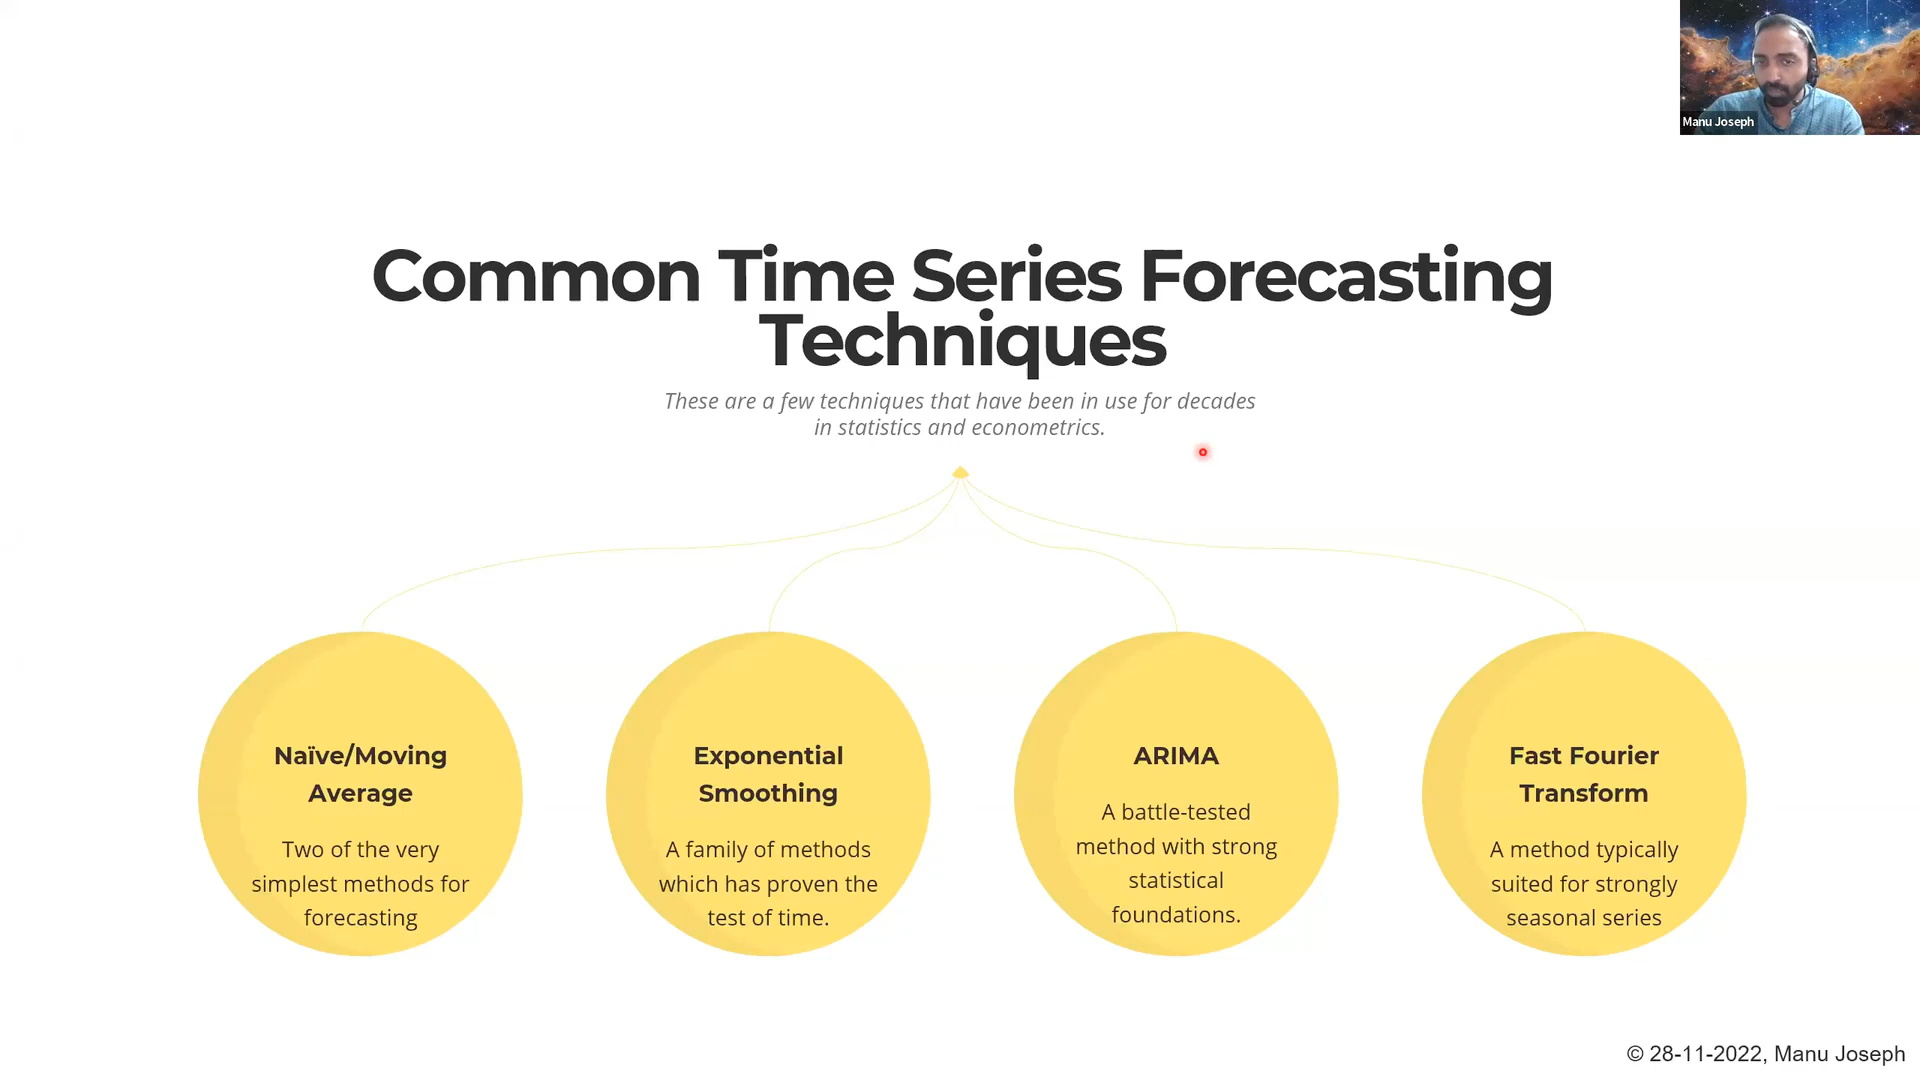 Manu Joseph
Common Time Series Forecasting
Techniques
These are a few techniques that have been in use for decades
in statistics and econometrics.
Naïve/Moving
Average
Two of the very
simplest methods for
forecasting
Exponential
Smoothing
A family of methods
which has proven the
test of time.
ARIMA
A battle-tested
method with strong
statistical
foundations.
Fast Fourier
Transform
A method typically
suited for strongly
seasonal series
© 28-11-2022, Manu Joseph